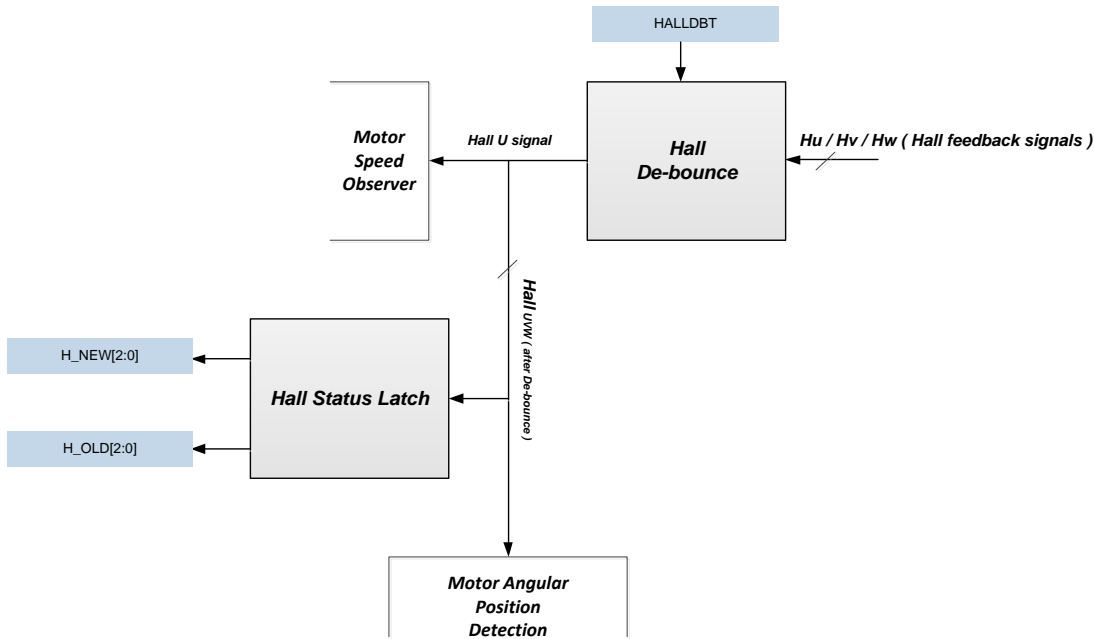 HALLDBT
Motor
Speed
Observer
Hall U signal
Hall
De-bounce
Hu / Hv / Hw ( Hall feedback signals )
Hall UVW ( after De-bounce )
H_NEW[2:0]
Hall Status Latch
H_OLD[2:0]
Motor Angular
Position
Detection